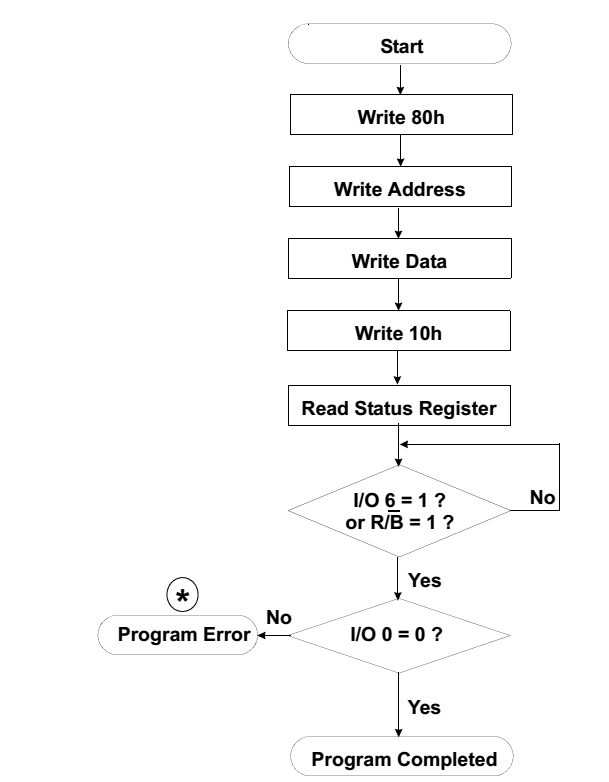 Start
Write 80h
Write Address
Write Data
Write 10h
Read Status Register
I/O 6 = 1 ?
or R/B̅ = 1 ?
No
Yes
*
No
Program Error
I/O 0 = 0 ?
Yes
Program Completed